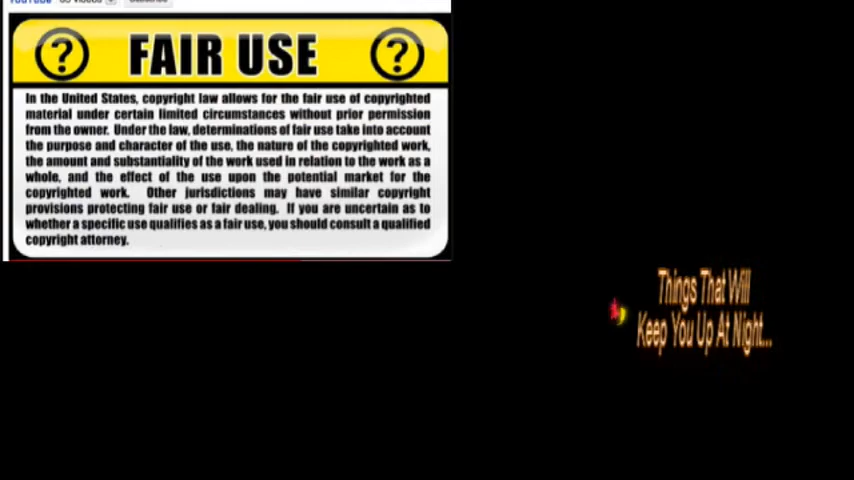 YouTube 63 videos Subscribe
? FAIR USE ?
In the United States, copyright law allows for the fair use of copyrighted
material under certain limited circumstances without prior permission
from the owner. Under the law, determinations of fair use take into account
the purpose and character of the use, the nature of the copyrighted work,
the amount and substantiality of the work used in relation to the work as a
whole, and the effect of the use upon the potential market for the
copyrighted work. Other jurisdictions may have similar copyright
provisions protecting fair use or fair dealing. If you are uncertain as to
whether a specific use qualifies as a fair use, you should consult a qualified
copyright attorney.
Things That Will
Keep You Up At Night...